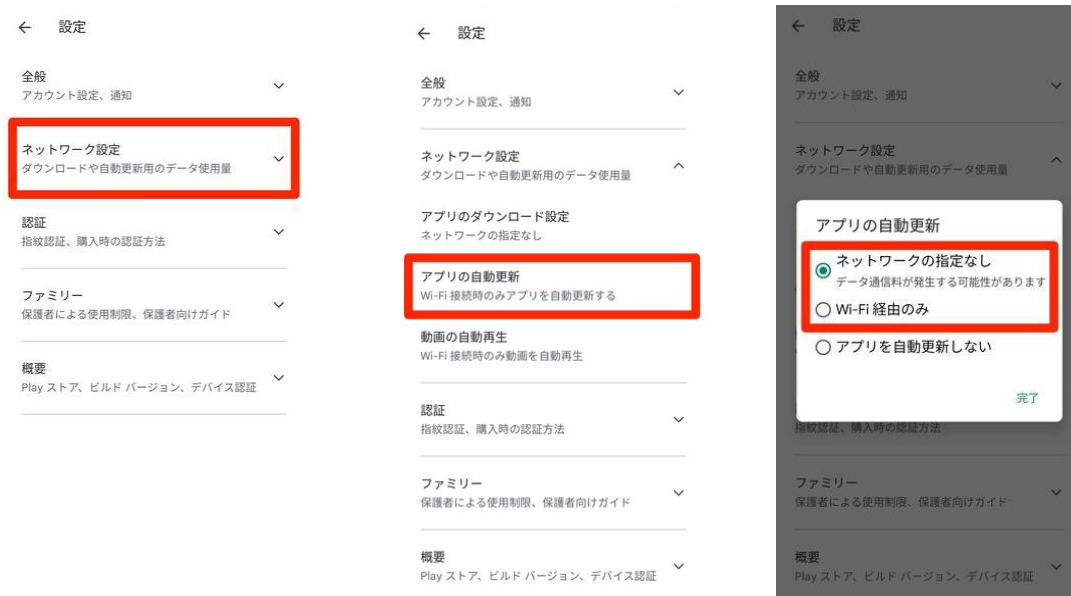 設定
全般
アカウント設定、通知
ネットワーク設定
ダウンロードや自動更新用のデータ使用量
認証
指紋認証、購入時の認証方法
ファミリー
保護者による使用制限、保護者向けガイド
概要
Play ストア、ビルド バージョン、デバイス認証
設定
全般
アカウント設定、通知
ネットワーク設定
ダウンロードや自動更新用のデータ使用量
アプリのダウンロード設定
ネットワークの指定なし
アプリの自動更新
Wi-Fi 接続時のみアプリを自動更新する
動画の自動再生
Wi-Fi 接続時のみ動画を自動再生
認証
指紋認証、購入時の認証方法
ファミリー
保護者による使用制限、保護者向けガイド
概要
Play ストア、ビルド バージョン、デバイス認証
設定
全般
アカウント設定、通知
ネットワーク設定
ダウンロードや自動更新用のデータ使用量
アプリの自動更新
ネットワークの指定なし
データ通信料が発生する可能性があります
Wi-Fi 経由のみ
アプリを自動更新しない
完了
指紋認証、購入時の認証方法
ファミリー
保護者による使用制限、保護者向けガイド
概要
Play ストア、ビルド バージョン、デバイス認証